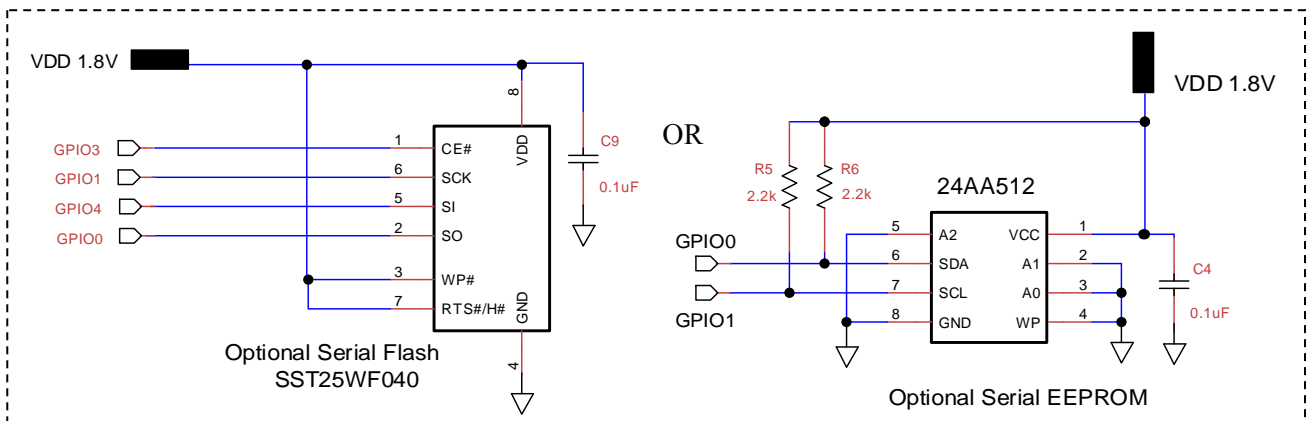 VDD 1.8V
8
VDD
C9
0.1uF
GPIO3
1
CE#
GPIO1
6
SCK
GPIO4
5
SI
GPIO0
2
SO
3
WP#
7
RTS#/H#
GND
4
Optional Serial Flash
SST25WF040
OR
VDD 1.8V
R5
2.2k
R6
2.2k
24AA512
5
A2
VCC
1
GPIO0
6
SDA
A1
2
7
SCL
A0
3
GPIO1
8
GND
WP
4
C4
0.1uF
Optional Serial EEPROM